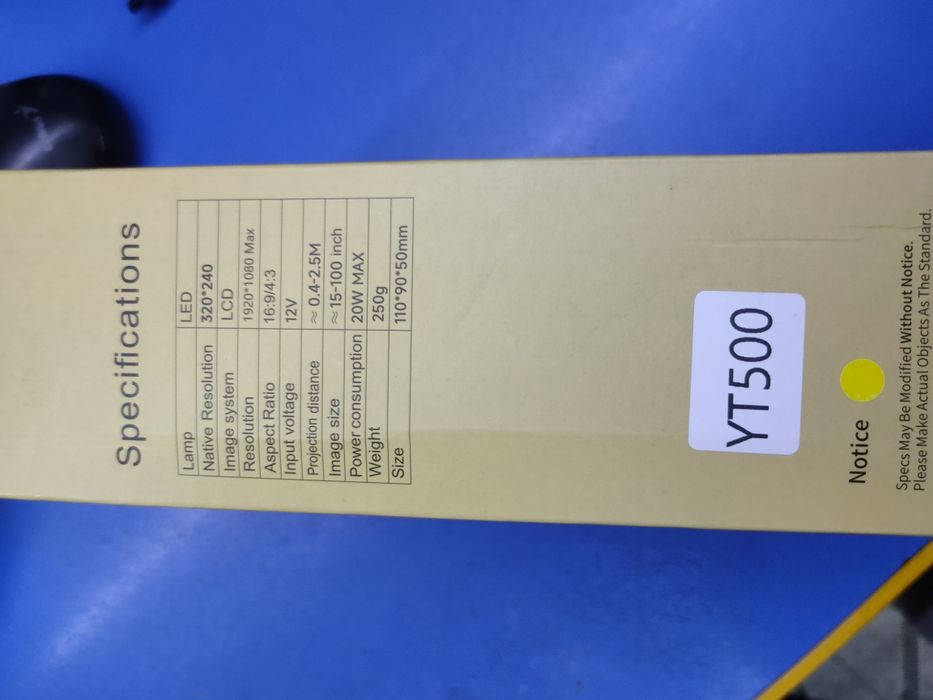 Specifications
Lamp LED
Native Resolution 320*240
Image system LCD
Resolution 1920*1080 Max
Aspect Ratio 16:9/4:3
Input voltage 12V
Projection distance ≈ 0.4-2.5M
Image size ≈ 15-100 inch
Power consumption 20W MAX
Weight 250g
Size 110*90*50mm
YT500
Notice
Specs May Be Modified Without Notice.
Please Make Actual Objects As The Standard.